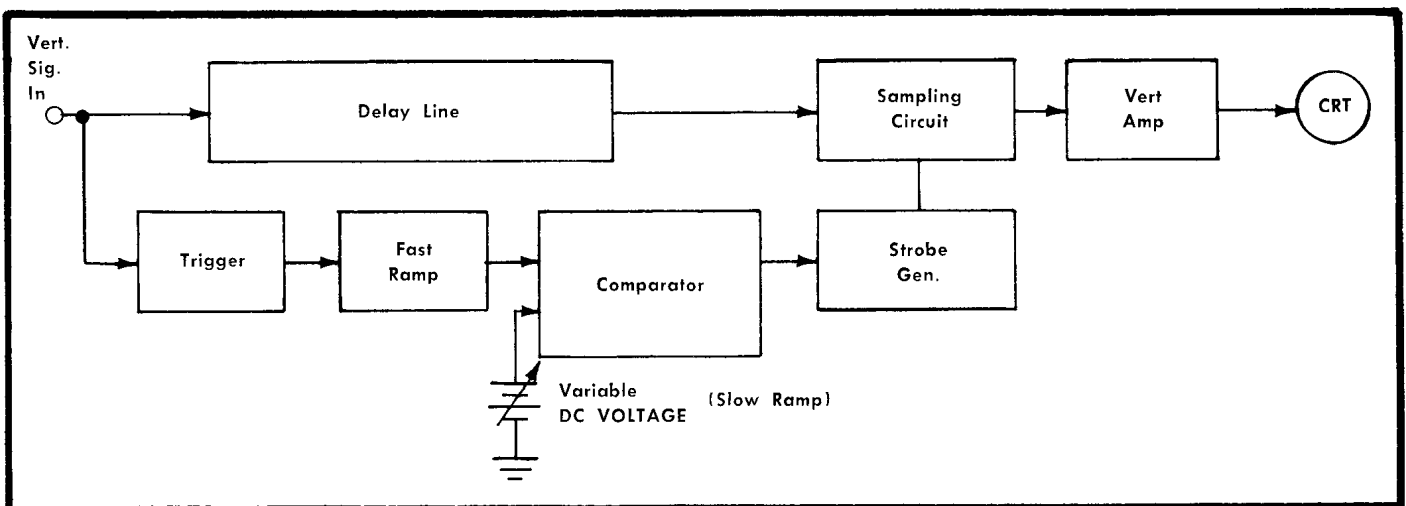 Vert.
Sig.
In
Delay Line
Sampling
Circuit
Vert
Amp
CRT
Trigger
Fast
Ramp
Comparator
Strobe
Gen.
Variable (Slow Ramp)
DC VOLTAGE